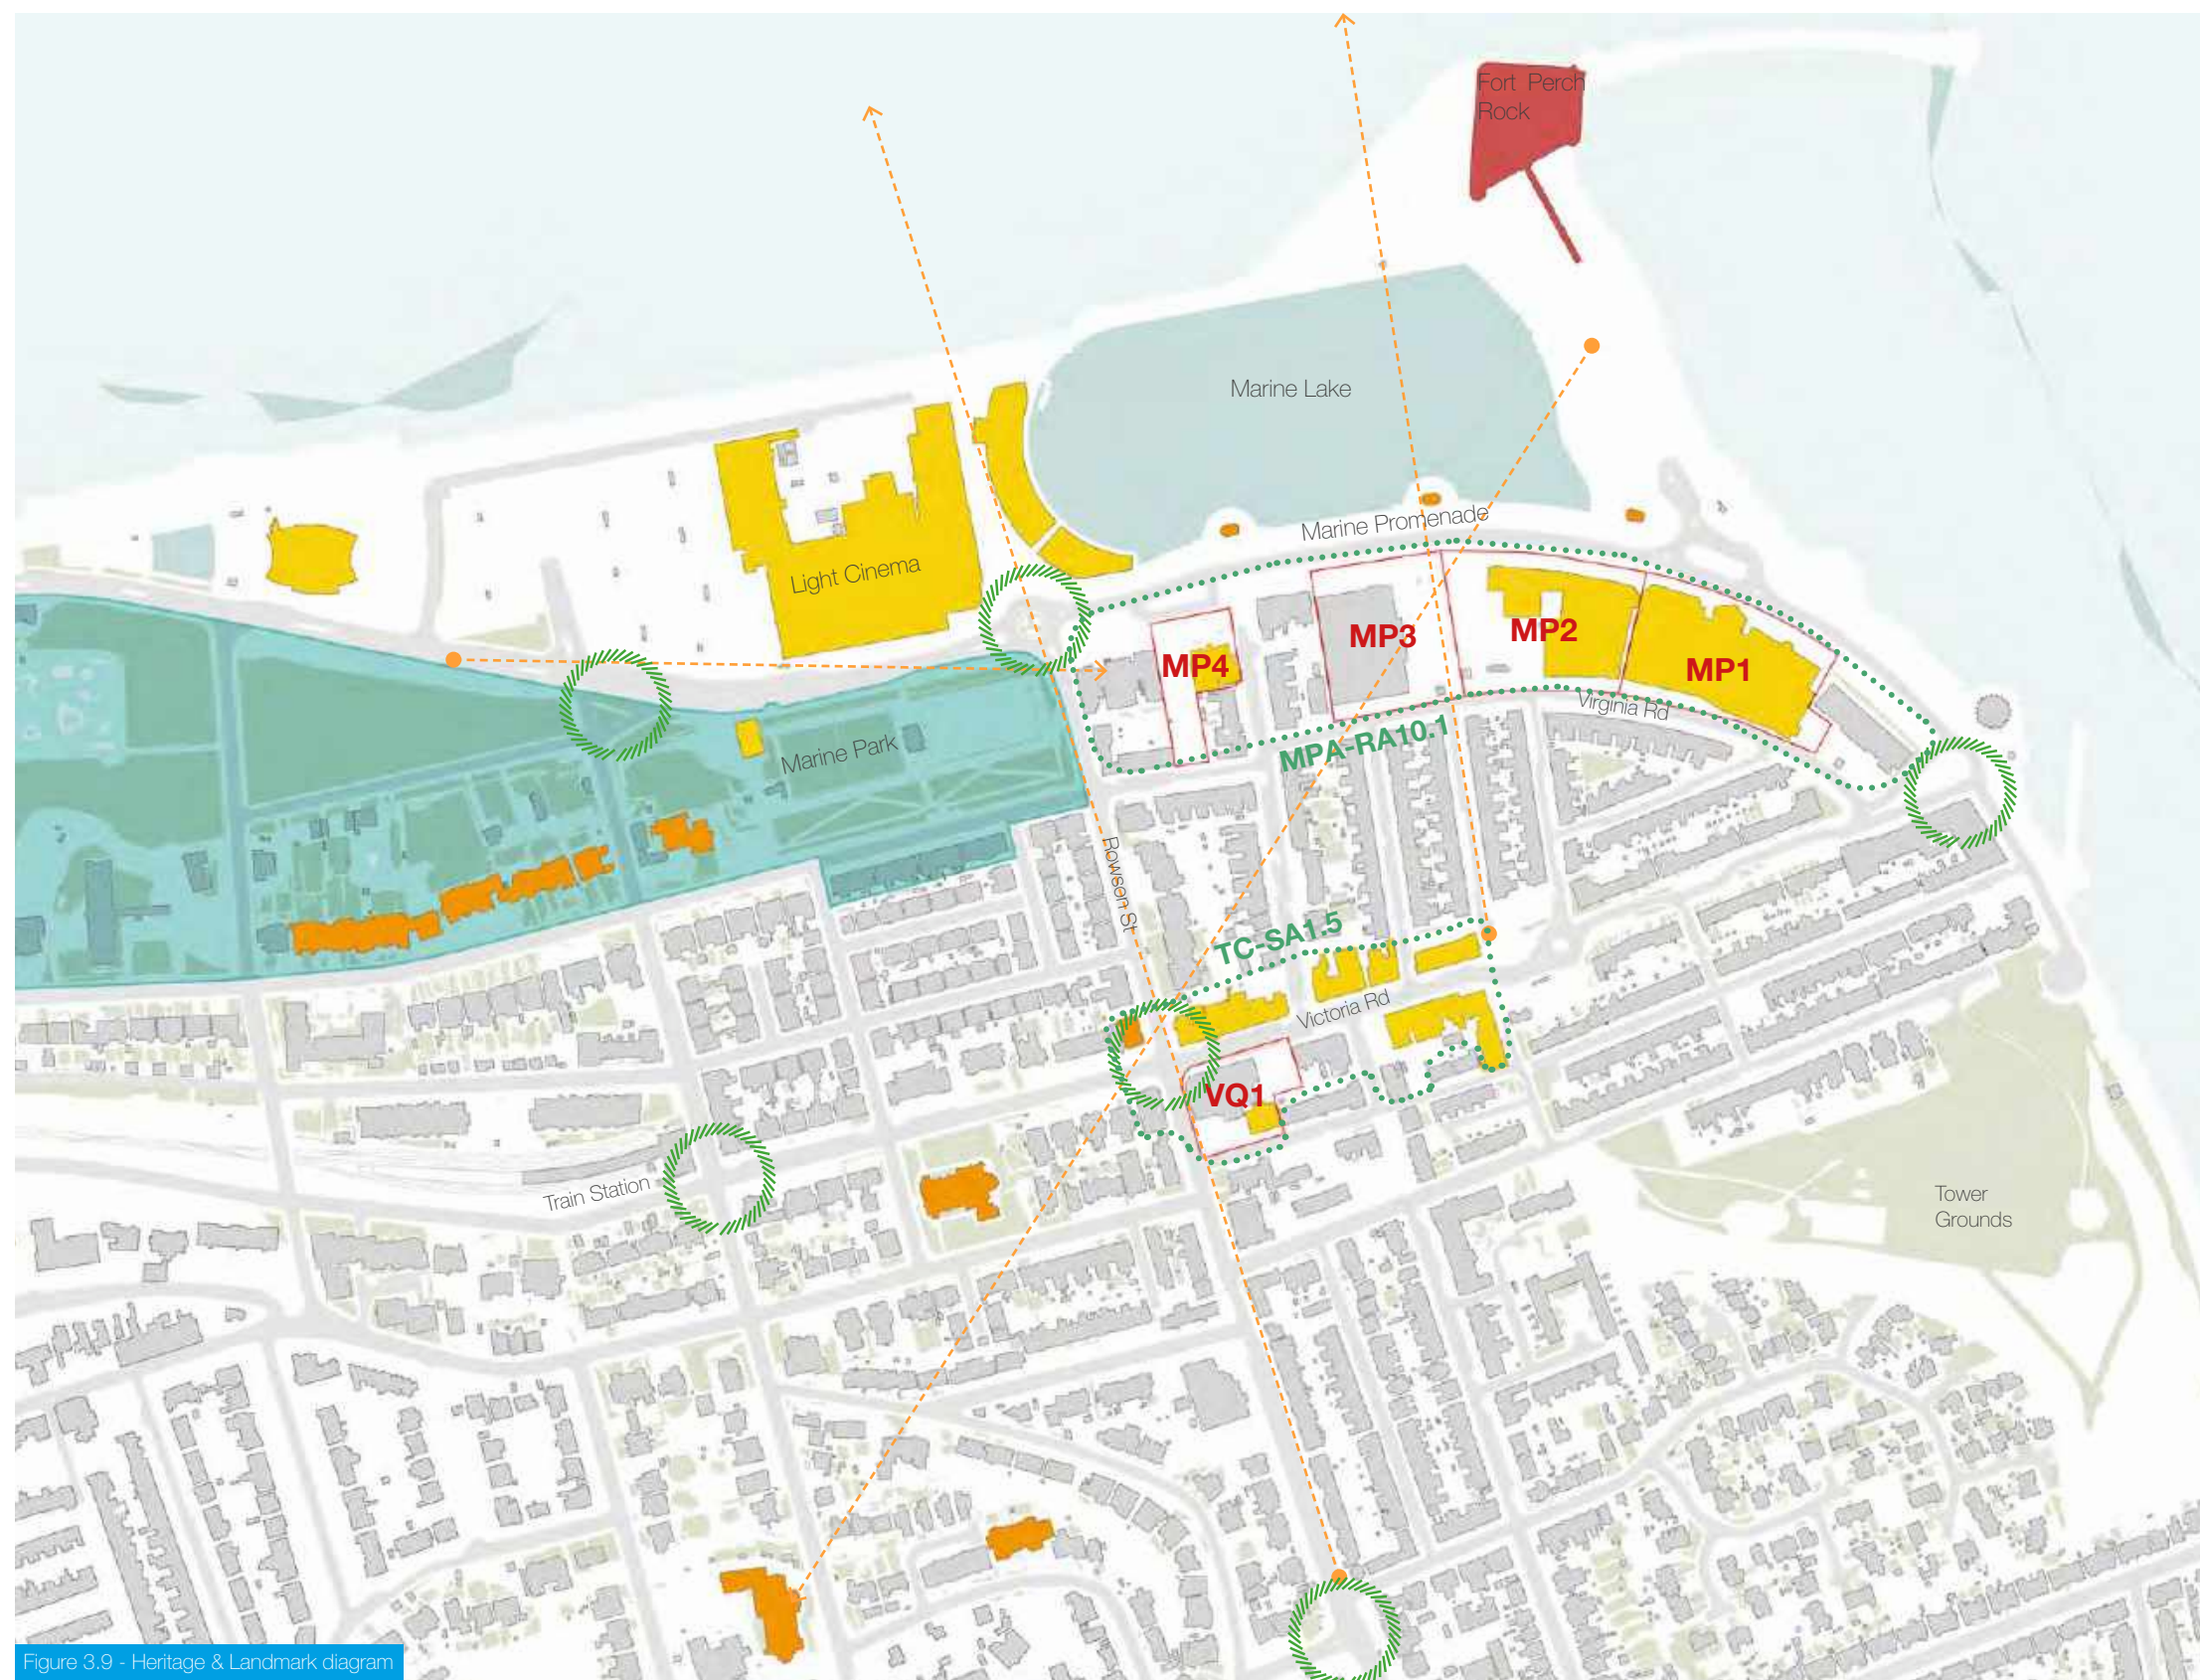 Fort Perch
Rock
Marine Lake
Marine Promenade
Light Cinema
MP4
MP3
MP2
MP1
Virginia Rd
Marine Park
MPA-RA10.1
Rowson St
TC-SA1.5
Victoria Rd
VQ1
Train Station
Tower
Grounds
Figure 3.9 - Heritage & Landmark diagram